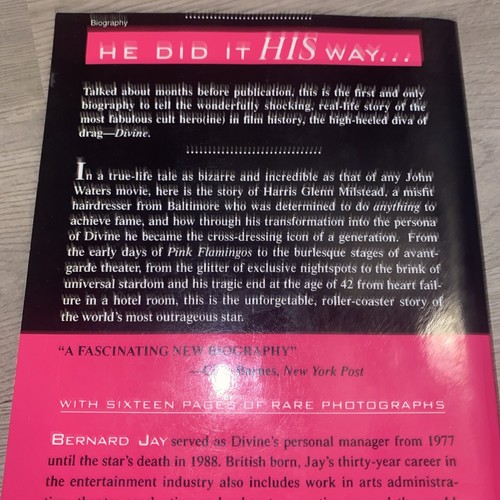 Biography
HE DID IT HIS WAY...
Talked about months before publication, this is the first and only
biography to tell the wonderfully shocking, real-life story of the
most fabulous cult hero(ine) in film history, the high-heeled diva of
drag—Divine.
In a true-life tale as bizarre and incredible as that of any John
Waters movie, here is the story of Harris Glenn Milstead, a misfit
hairdresser from Baltimore who was determined to do anything to
achieve fame, and how through his transformation into the persona
of Divine he became the cross-dressing icon of a generation. From
the early days of Pink Flamingos to the burlesque stages of avant-
garde theater, from the glitter of exclusive nightspots to the brink of
universal stardom and his tragic end at the age of 42 from heart fail-
ure in a hotel room, this is the unforgettable, roller-coaster story of
the world's most outrageous star.
"A FASCINATING NEW BIOGRAPHY"
Barnes, New York Post
WITH SIXTEEN PAGES OF RARE PHOTOGRAPHS
BERNARD JAY served as Divine's personal manager from 1977
until the star's death in 1988. British born, Jay's thirty-year career in
the entertainment industry also includes work in arts administra-